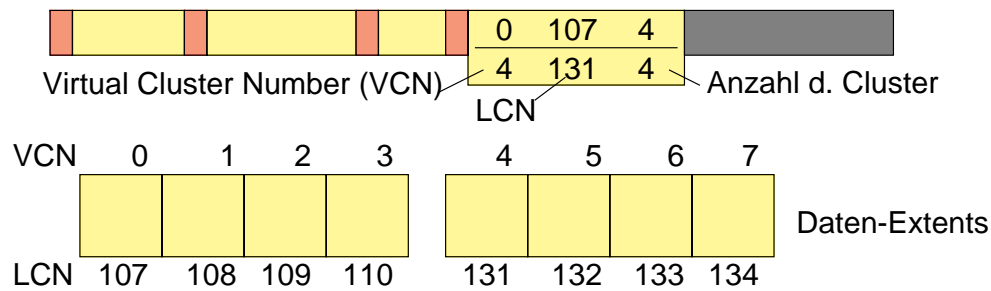 0 107 4
4 131 4
Virtual Cluster Number (VCN)
Anzahl d. Cluster
LCN
VCN 0 1 2 3 4 5 6 7
Daten-Extents
LCN 107 108 109 110 131 132 133 134